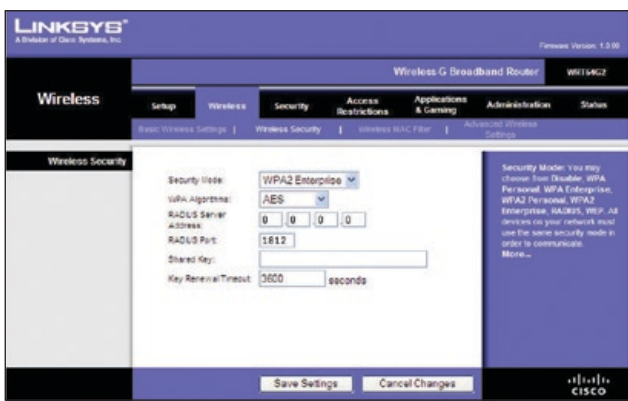 LINKSYS®
A Division of Cisco Systems, Inc.
Firmware Version: 1.0.00
Wireless-G Broadband Router WRT54G2
Wireless
Setup Wireless Security Access Restrictions Applications & Gaming Administration Status
Basic Wireless Settings | Wireless Security | Wireless MAC Filter | Advanced Wireless Settings
Wireless Security
Security Mode: WPA2 Enterprise
WPA Algorithms: AES
RADIUS Server Address: 0 . 0 . 0 . 0
RADIUS Port: 1812
Shared Key:
Key Renewal Timeout: 3600 seconds
Security Mode: You may
choose from Disable, WPA
Personal, WPA Enterprise,
WPA2 Personal, WPA2
Enterprise, RADIUS, WEP. All
devices on your network must
use the same security mode in
order to communicate.
More...
Save Settings Cancel Changes
CISCO